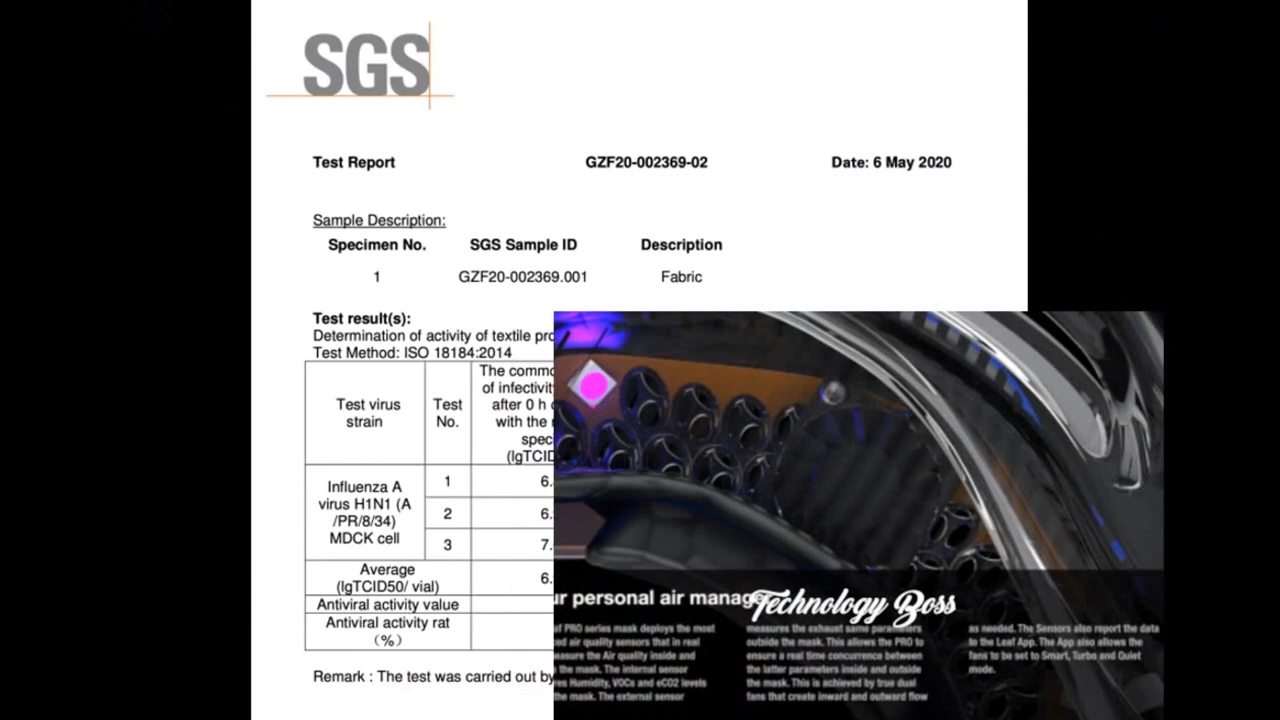 SGS
Test Report GZF20-002369-02 Date: 6 May 2020
Sample Description:
Specimen No. SGS Sample ID Description
1 GZF20-002369.001 Fabric
Test result(s):
Determination of activity of textile
Test Method: ISO 18184:2014
Test virus strain
Test No.
The
of
after 0 h
with the
(lgTCID
Influenza A
virus H1N1 (A
/PR/8/34)
MDCK cell
1 6.
2 6.
3 7.
Average
(lgTCID50/ vial)
6.
Antiviral activity value
Antiviral activity rat
(%)
Remark : The test was carried out by
ur personal air manage
Technology Boss
af PRO series mask deploys the most
ed air quality sensors that in real
easure the Air quality inside and
the mask. The internal sensor
res Humidity, VOCs and eCO2 levels
the mask. The external sensor
measures the exhaust same parameters
outside the mask. This allows the PRO to
ensure a real time concurrence between
the latter parameters inside and outside
the mask. This is achieved by true dual
fans that create inward and outward flow
as needed. The Sensors also report the data
to the Leaf App. The App also allows the
fans to be set to Smart, Turbo and Quiet
mode.